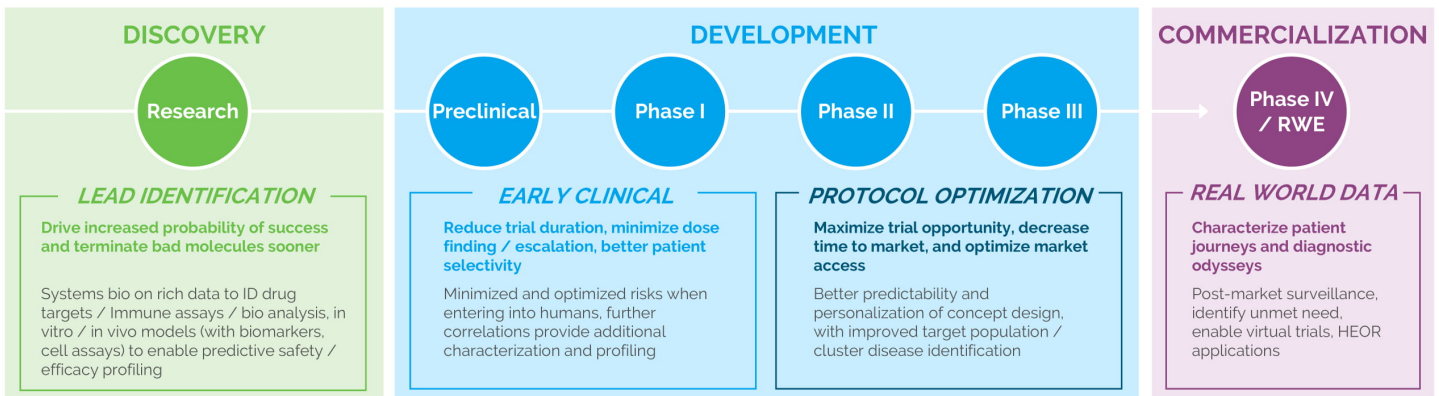 DISCOVERY
Research
LEAD IDENTIFICATION
Drive increased probability of success
and terminate bad molecules sooner
Systems bio on rich data to ID drug
targets / Immune assays / bio analysis, in
vitro / in vivo models (with biomarkers,
cell assays) to enable predictive safety /
efficacy profiling
DEVELOPMENT
Preclinical
Phase I
Phase II
Phase III
EARLY CLINICAL
Reduce trial duration, minimize dose
finding / escalation, better patient
selectivity
Minimized and optimized risks when
entering into humans, further
correlations provide additional
characterization and profiling
PROTOCOL OPTIMIZATION
Maximize trial opportunity, decrease
time to market, and optimize market
access
Better predictability and
personalization of concept design,
with improved target population /
cluster disease identification
COMMERCIALIZATION
Phase IV
/ RWE
REAL WORLD DATA
Characterize patient
journeys and diagnostic
odysseys
Post-market surveillance,
identify unmet need,
enable virtual trials, HEOR
applications